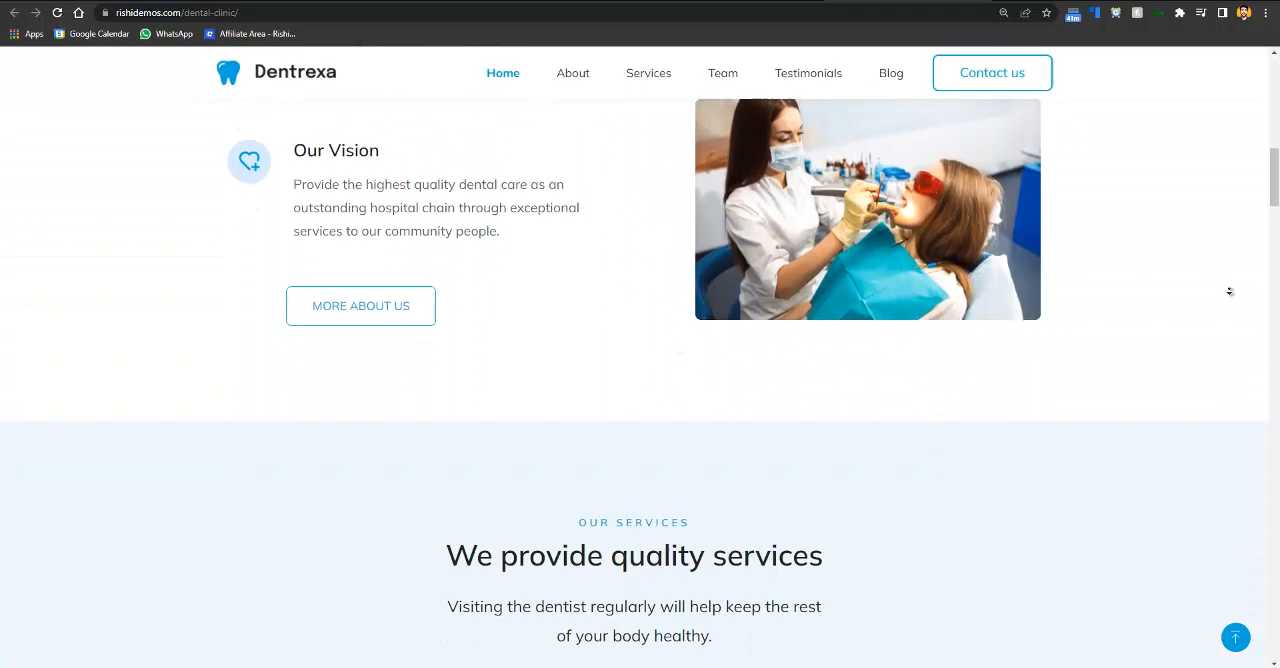 rishidemos.com/dental-clinic/
41m
Apps
Google Calendar
WhatsApp
Affiliate Area - Rishi...
Dentrexa
Home
About
Services
Team
Testimonials
Blog
Contact us
Our Vision
Provide the highest quality dental care as an
outstanding hospital chain through exceptional
services to our community people.
MORE ABOUT US
OUR SERVICES
We provide quality services
Visiting the dentist regularly will help keep the rest
of your body healthy.